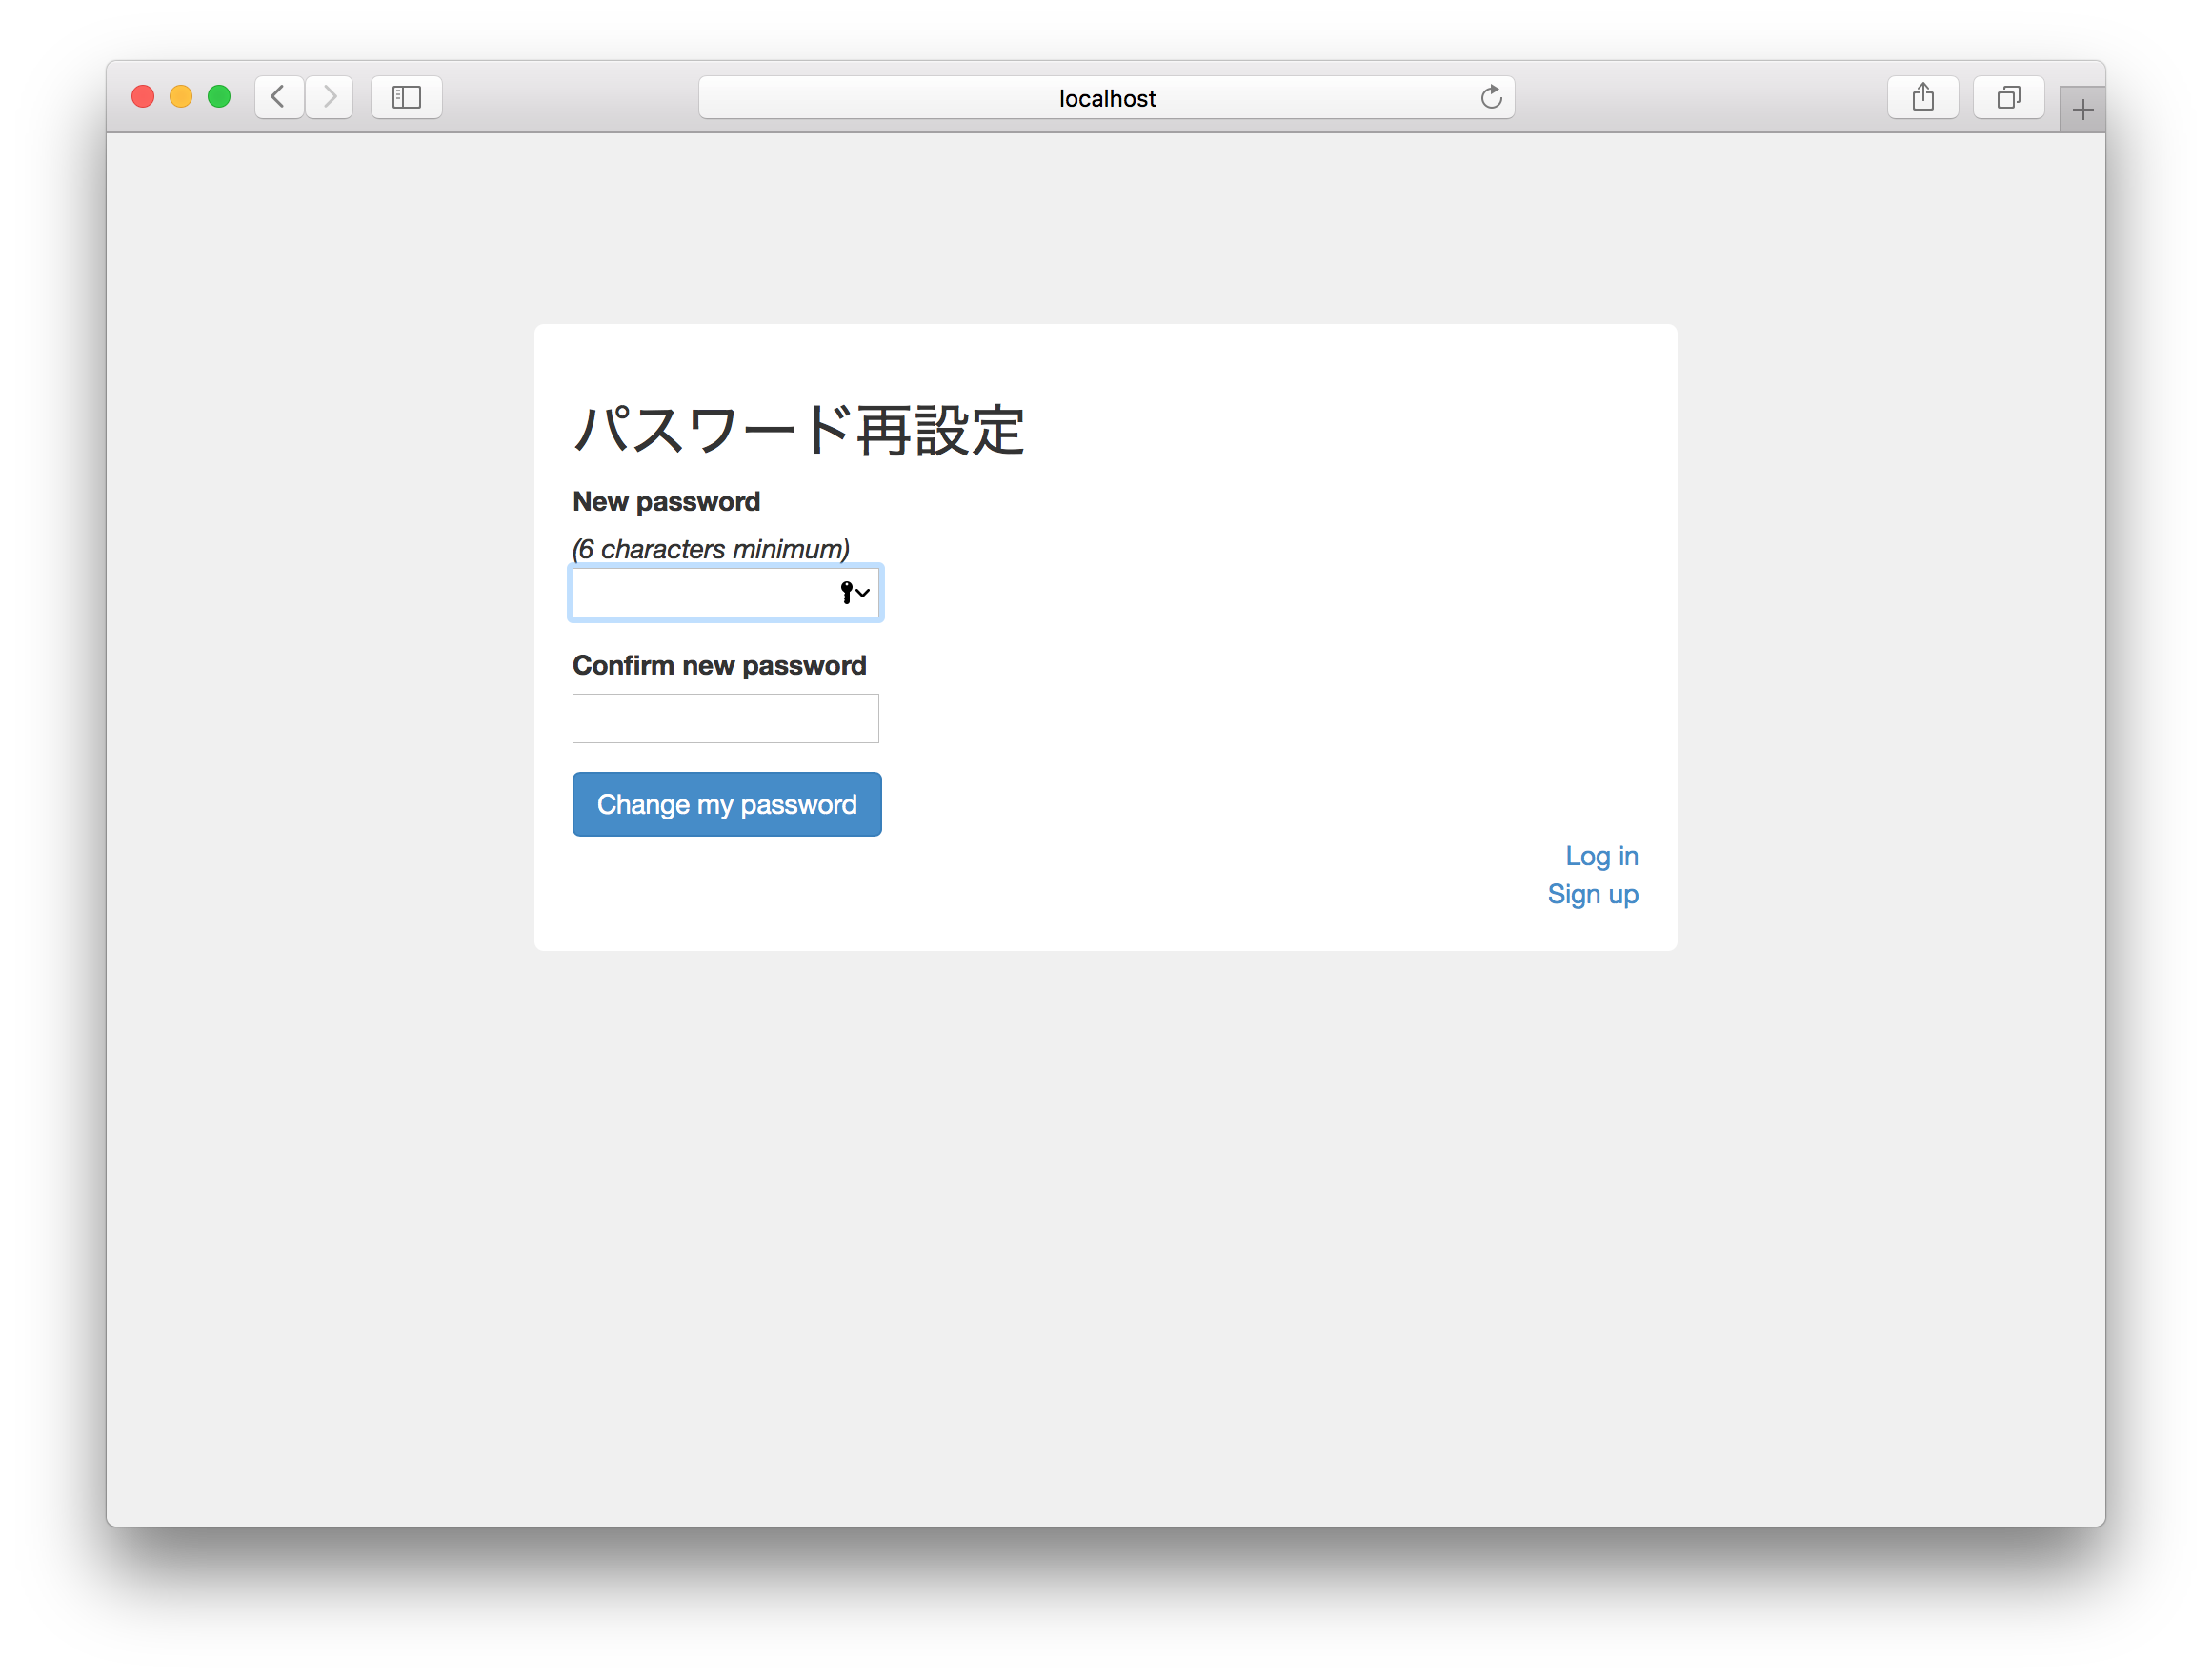 localhost
パスワード再設定
New password
(6 characters minimum)
Confirm new password
Change my password
Log in
Sign up